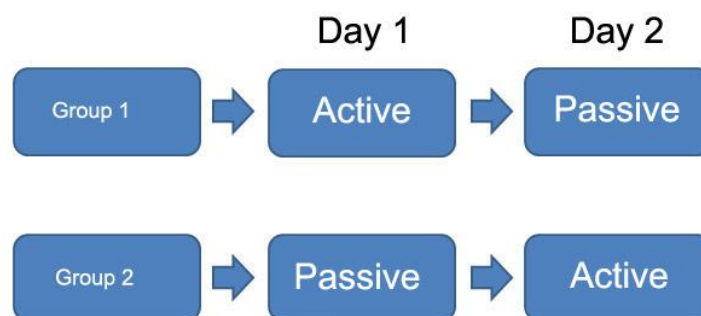 Day 1 Day 2
Group 1 Active Passive
Group 2 Passive Active